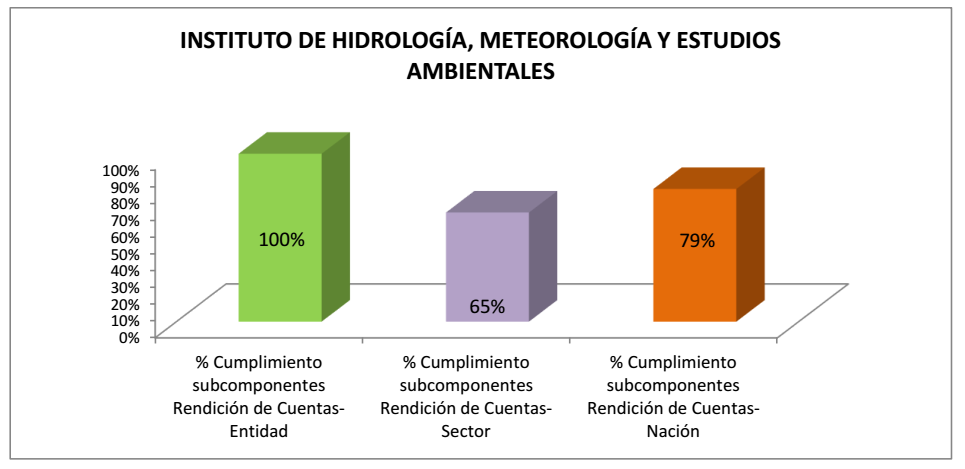 INSTITUTO DE HIDROLOGÍA, METEOROLOGÍA Y ESTUDIOS
AMBIENTALES
100%
90%
80%
70%
60%
50%
40%
30%
20%
10%
0%
100%
65%
79%
% Cumplimiento
subcomponentes
Rendición de Cuentas-
Entidad
% Cumplimiento
subcomponentes
Rendición de Cuentas-
Sector
% Cumplimiento
subcomponentes
Rendición de Cuentas-
Nación